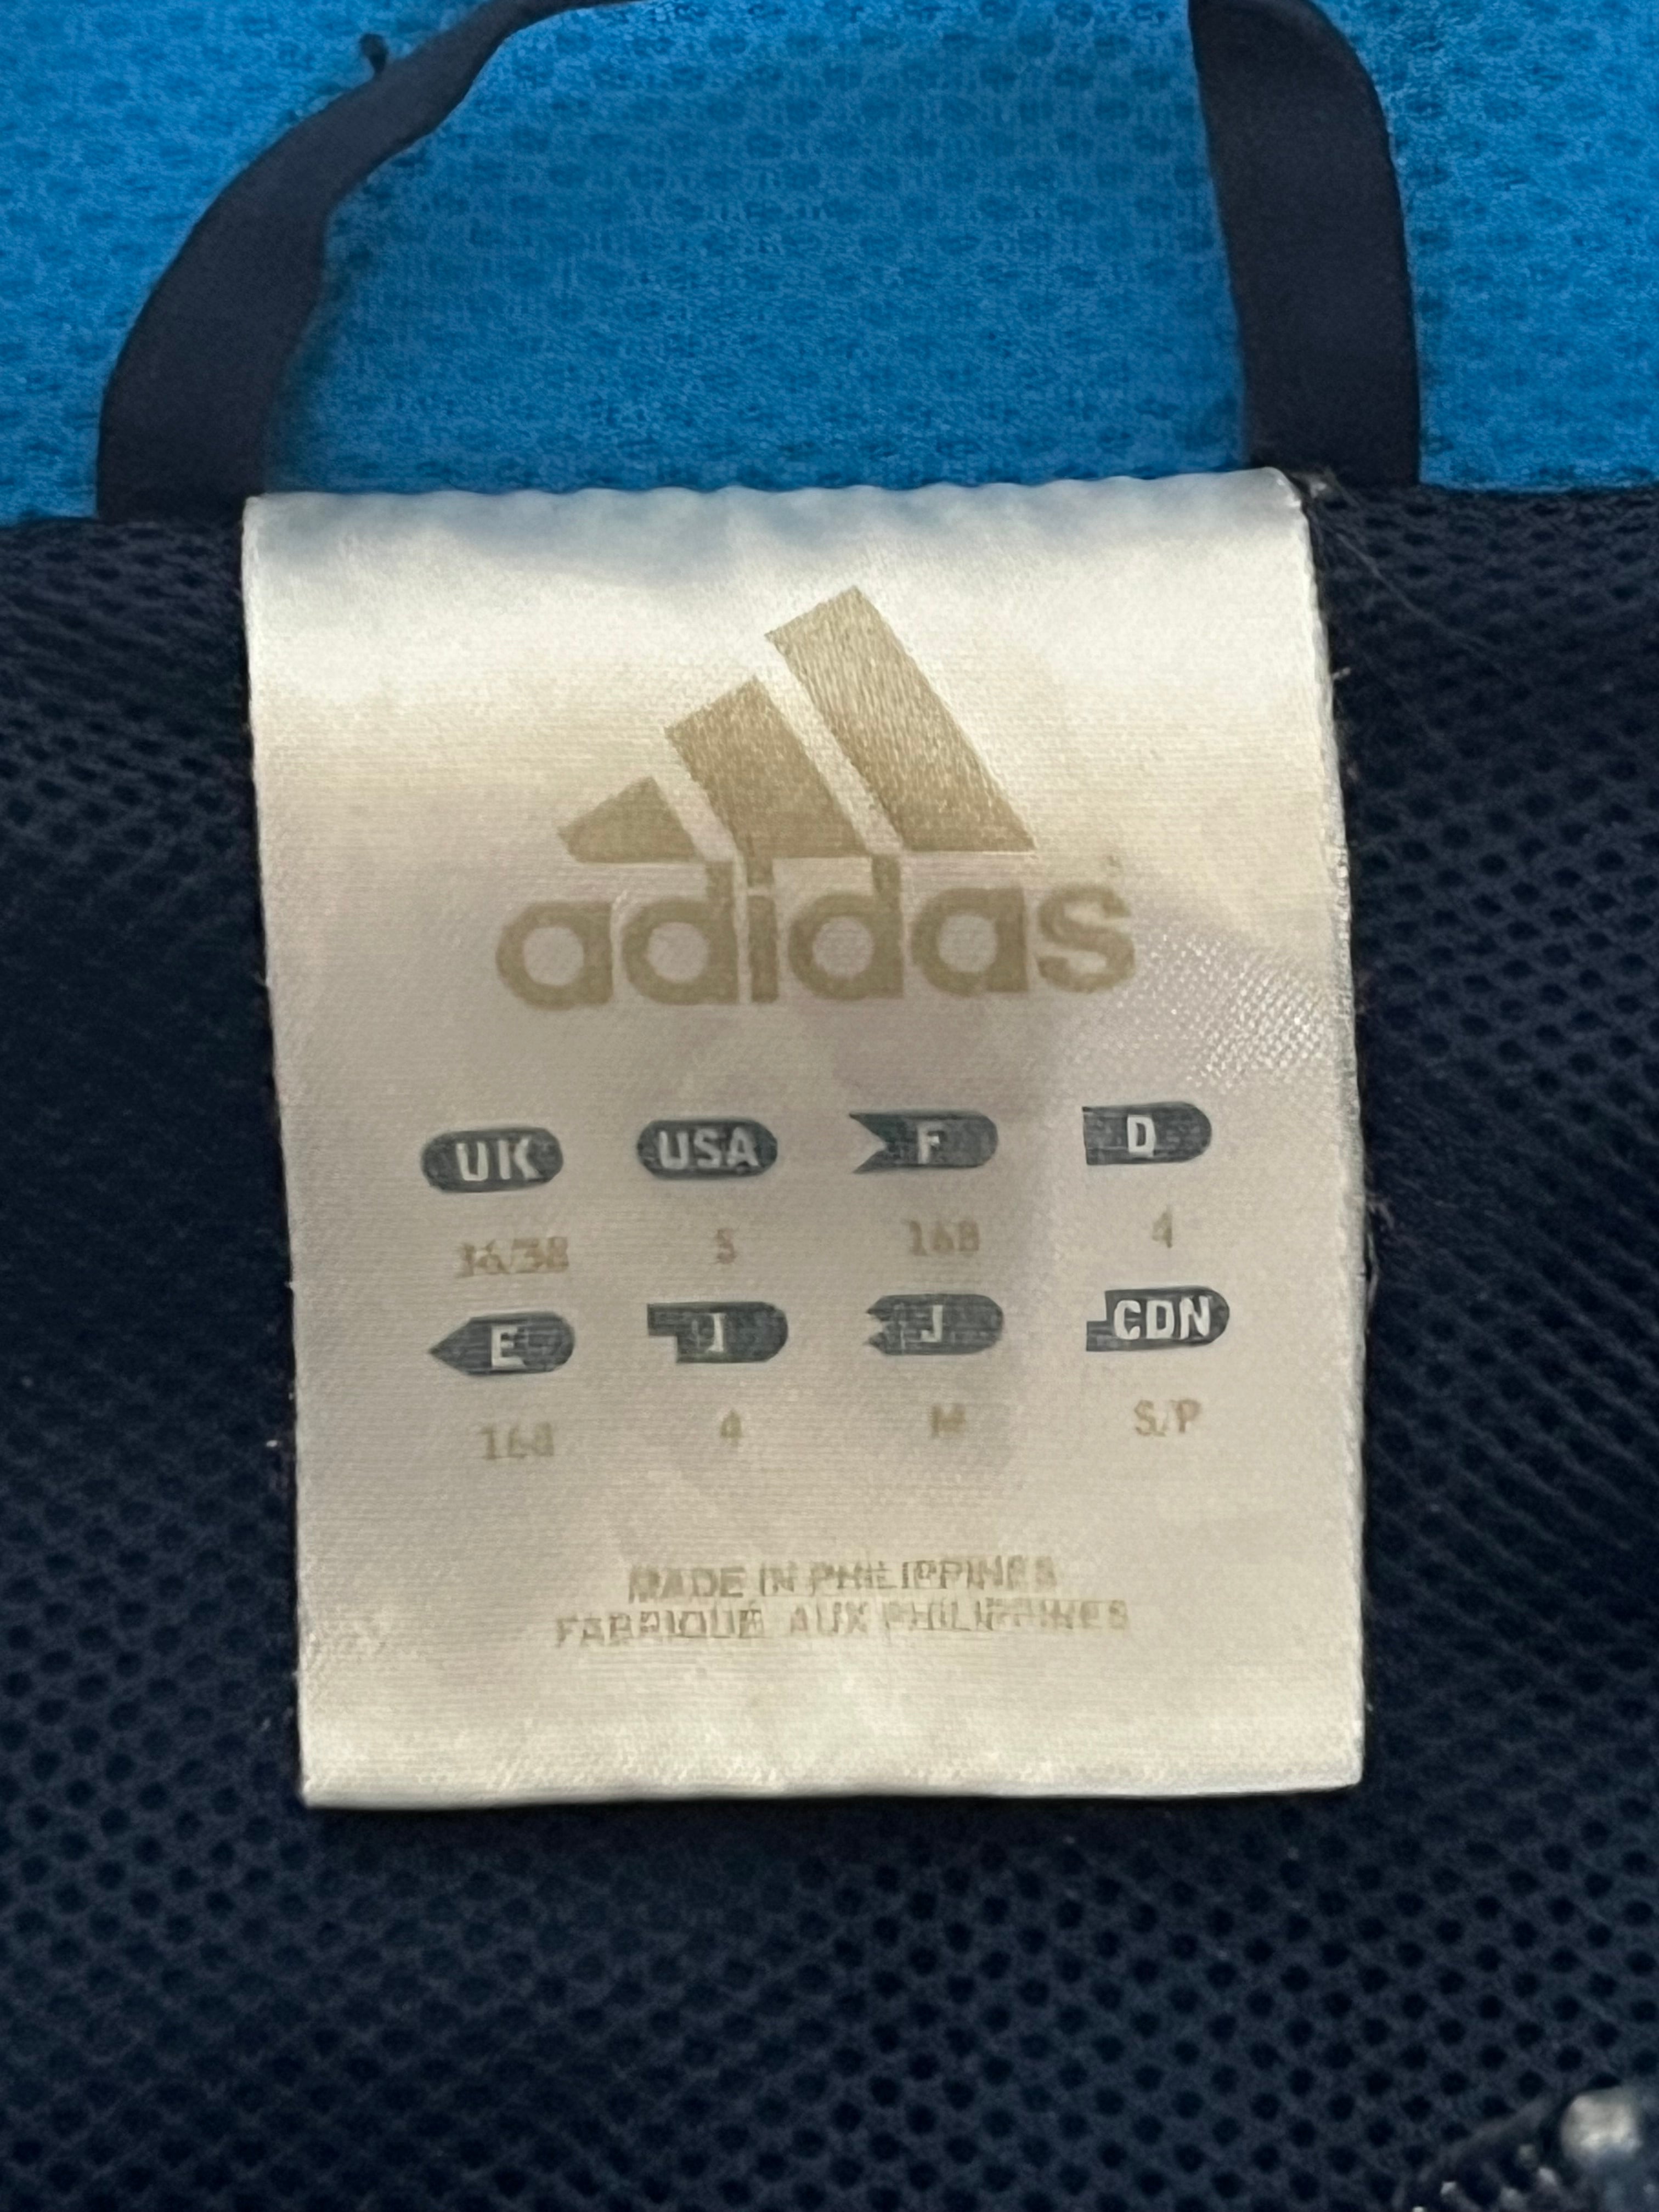 adidas
UK USA F D
36/38 S 168 4
E I J CDN
168 4 M S/P
MADE IN PHILIPPINES
FABRIQUÉ AUX PHILIPPINES